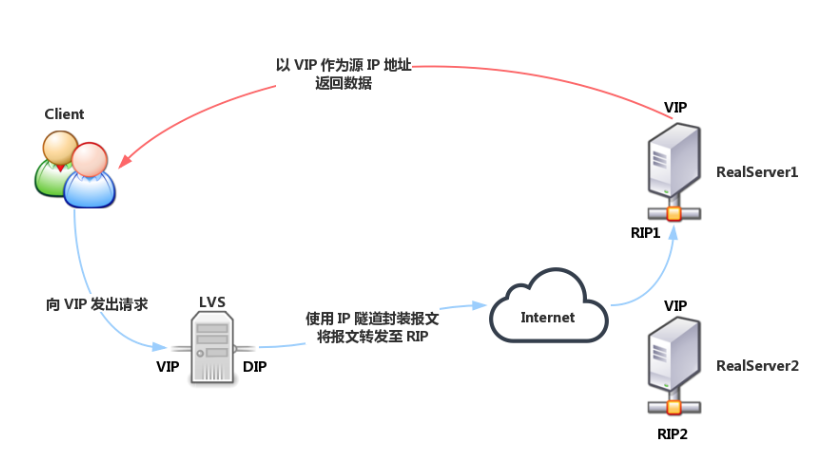 以 VIP 作为源 IP 地址
返回数据
Client
VIP
RealServer1
RIP1
向 VIP 发出请求
LVS
使用 IP 隧道封装报文
将报文转发至 RIP
Internet
VIP
VIP
DIP
RealServer2
RIP2